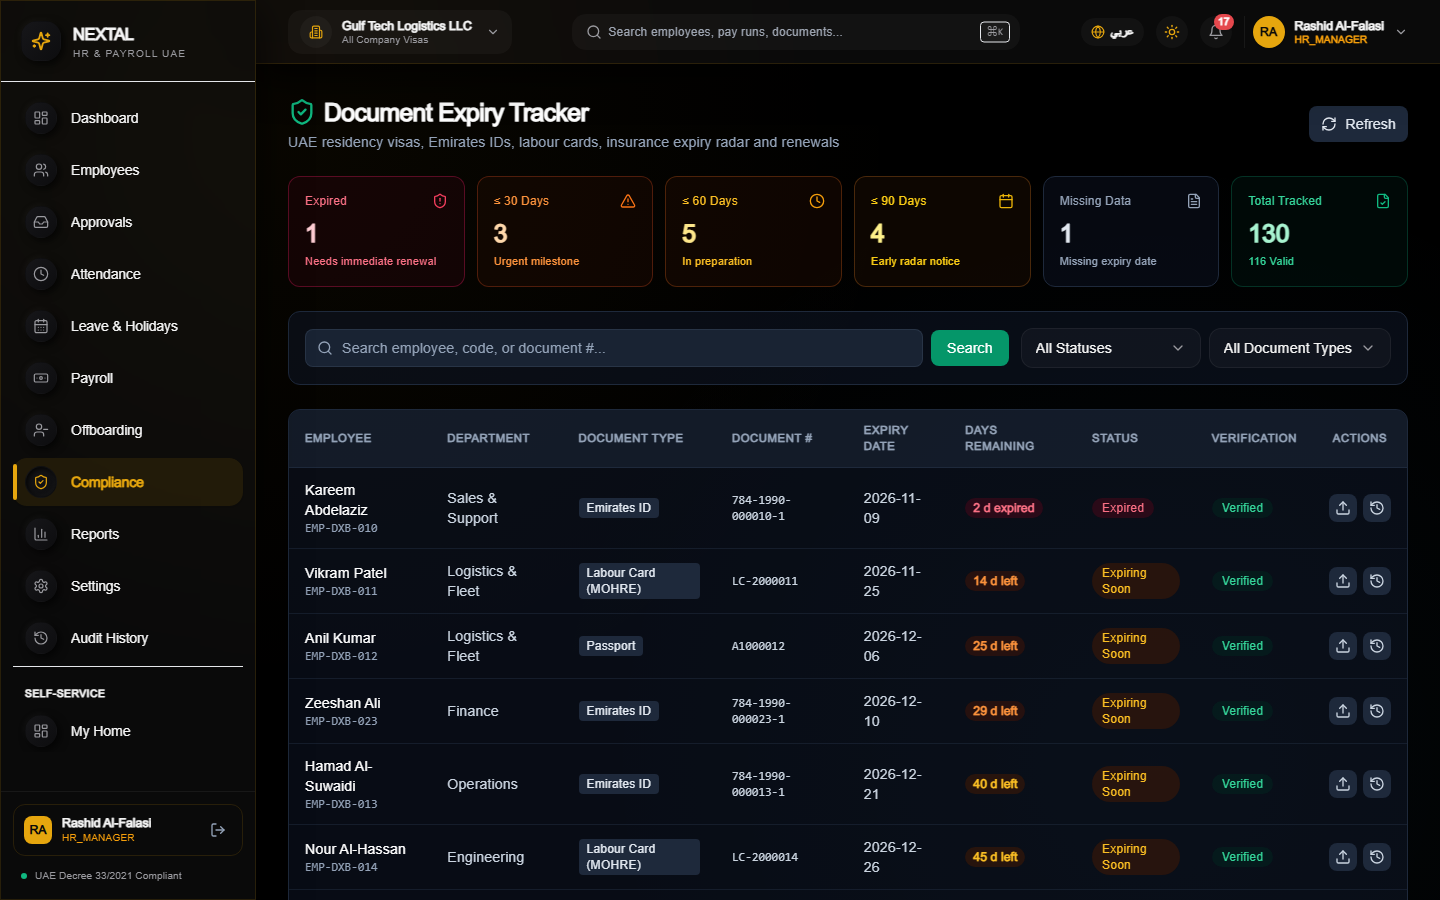 NEXTAL
HR & PAYROLL UAE
Dashboard
Employees
Approvals
Attendance
Leave & Holidays
Payroll
Offboarding
Compliance
Reports
Settings
Audit History
SELF-SERVICE
My Home
RA
Rashid Al-Falasi
HR_MANAGER
UAE Decree 33/2021 Compliant
Gulf Tech Logistics LLC
All Company Visas
Search employees, pay runs, documents...
⌘K
عربي
17
RA
Rashid Al-Falasi
HR_MANAGER
Document Expiry Tracker
UAE residency visas, Emirates IDs, labour cards, insurance expiry radar and renewals
Refresh
Expired
1
Needs immediate renewal
≤ 30 Days
3
Urgent milestone
≤ 60 Days
5
In preparation
≤ 90 Days
4
Early radar notice
Missing Data
1
Missing expiry date
Total Tracked
130
116 Valid
Search employee, code, or document #...
Search
All Statuses
All Document Types
EMPLOYEE DEPARTMENT DOCUMENT TYPE DOCUMENT # EXPIRY DATE DAYS REMAINING STATUS VERIFICATION ACTIONS
Kareem Abdelaziz
EMP-DXB-010
Sales & Support
Emirates ID
784-1990-000010-1
2026-11-09
2 d expired
Expired
Verified
Vikram Patel
EMP-DXB-011
Logistics & Fleet
Labour Card (MOHRE)
LC-2000011
2026-11-25
14 d left
Expiring Soon
Verified
Anil Kumar
EMP-DXB-012
Logistics & Fleet
Passport
A1000012
2026-12-06
25 d left
Expiring Soon
Verified
Zeeshan Ali
EMP-DXB-023
Finance
Emirates ID
784-1990-000023-1
2026-12-10
29 d left
Expiring Soon
Verified
Hamad Al-Suwaidi
EMP-DXB-013
Operations
Emirates ID
784-1990-000013-1
2026-12-21
40 d left
Expiring Soon
Verified
Nour Al-Hassan
EMP-DXB-014
Engineering
Labour Card (MOHRE)
LC-2000014
2026-12-26
45 d left
Expiring Soon
Verified